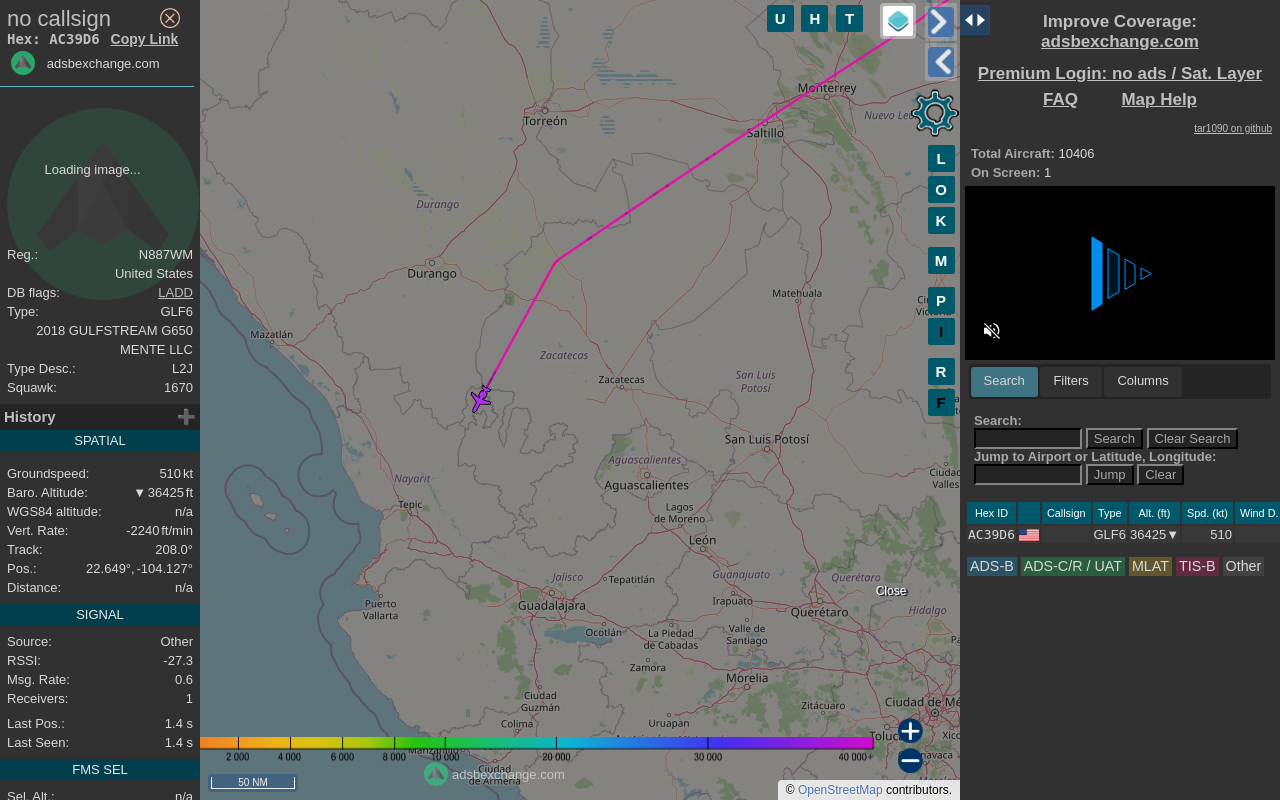 no callsign
Hex: AC39D6 Copy Link
adsbexchange.com
Loading image...
Reg.: N887WM
United States
DB flags: LADD
Type: GLF6
2018 GULFSTREAM G650
MENTE LLC
Type Desc.: L2J
Squawk: 1670
History
SPATIAL
Groundspeed: 510 kt
Baro. Altitude: ▼ 36425 ft
WGS84 altitude: n/a
Vert. Rate: -2240 ft/min
Track: 208.0°
Pos.: 22.649°, -104.127°
Distance: n/a
SIGNAL
Source: Other
RSSI: -27.3
Msg. Rate: 0.6
Receivers: 1
Last Pos.: 1.4 s
Last Seen: 1.4 s
FMS SEL
Sel. Alt.: n/a
U H T
L
O
K
M
P
I
R
F
Monterrey
Torreón
Saltillo
Durango
Durango
Matehuala
Mazatlán
Zacatecas
Zacatecas
San Luis
Potosí
San Luis Potosí
Aguascalientes
Aguascalientes
Nayarit
Tepic
Lagos
de Moreno
León
Jalisco
Tepatitlán
Guanajuato
Querétaro
Close
Puerto
Vallarta
Guadalajara
Irapuato
Querétaro
Hidalgo
Ocotlán
La Piedad
de Cabadas
Valle de
Santiago
Zamora
Morelia
Ciudad
Guzmán
Zitácuaro
Ciudad de Mé
Colima
Uruapan
Toluca
2 000 4 000 6 000 8 000 10 000 20 000 30 000 40 000+
Ciudad
de Armería
adsbexchange.com
50 NM
© OpenStreetMap contributors.
Improve Coverage:
adsbexchange.com
Premium Login: no ads / Sat. Layer
FAQ Map Help
tar1090 on github
Total Aircraft: 10406
On Screen: 1
Search Filters Columns
Search:
Search Clear Search
Jump to Airport or Latitude, Longitude:
Jump Clear
Hex ID Callsign Type Alt. (ft) Spd. (kt) Wind D.
AC39D6 GLF6 36425▼ 510
ADS-B ADS-C/R / UAT MLAT TIS-B Other